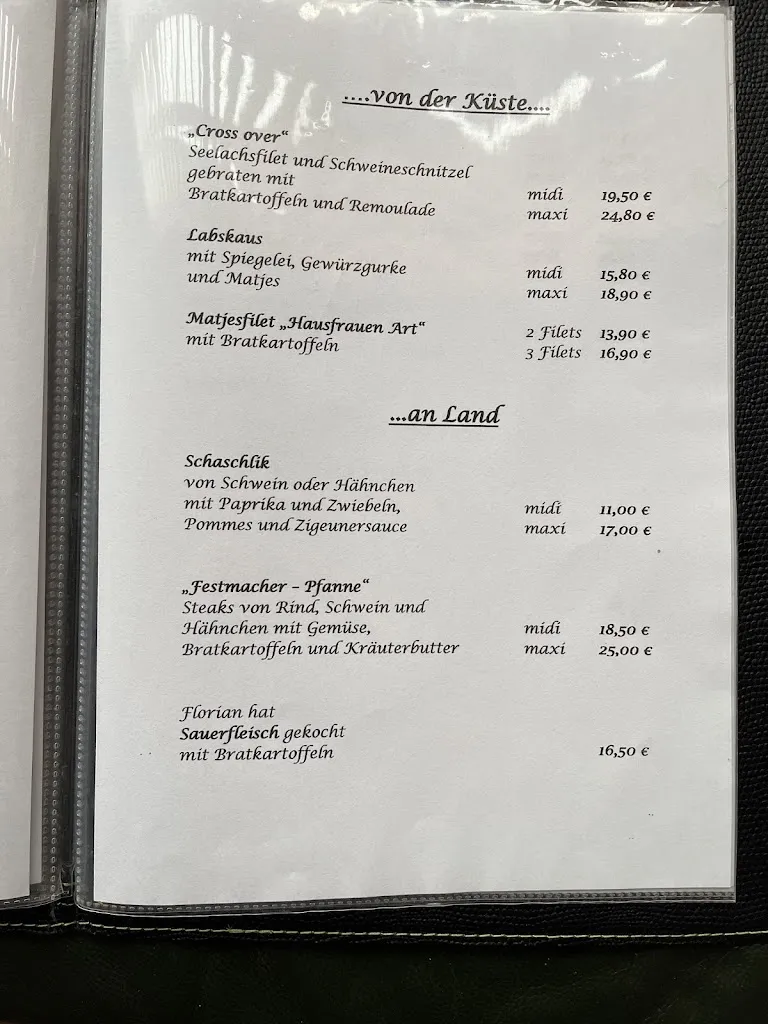 ....von der Küste....
„Cross over“
Seelachsfilet und Schweineschnitzel
gebraten mit
Bratkartoffeln und Remoulade
midi 19,50 €
maxi 24,80 €
Labskaus
mit Spiegelei, Gewürzgurke
und Matjes
midi 15,80 €
maxi 18,90 €
Matjesfilet „Hausfrauen Art“
mit Bratkartoffeln
2 Filets 13,90 €
3 Filets 16,90 €
...an Land
Schaschlik
von Schwein oder Hähnchen
mit Paprika und Zwiebeln,
Pommes und Zigeunersauce
midi 11,00 €
maxi 17,00 €
„Festmacher – Pfanne“
Steaks von Rind, Schwein und
Hähnchen mit Gemüse,
Bratkartoffeln und Kräuterbutter
midi 18,50 €
maxi 25,00 €
Florian hat
Sauerfleisch gekocht
mit Bratkartoffeln 16,50 €